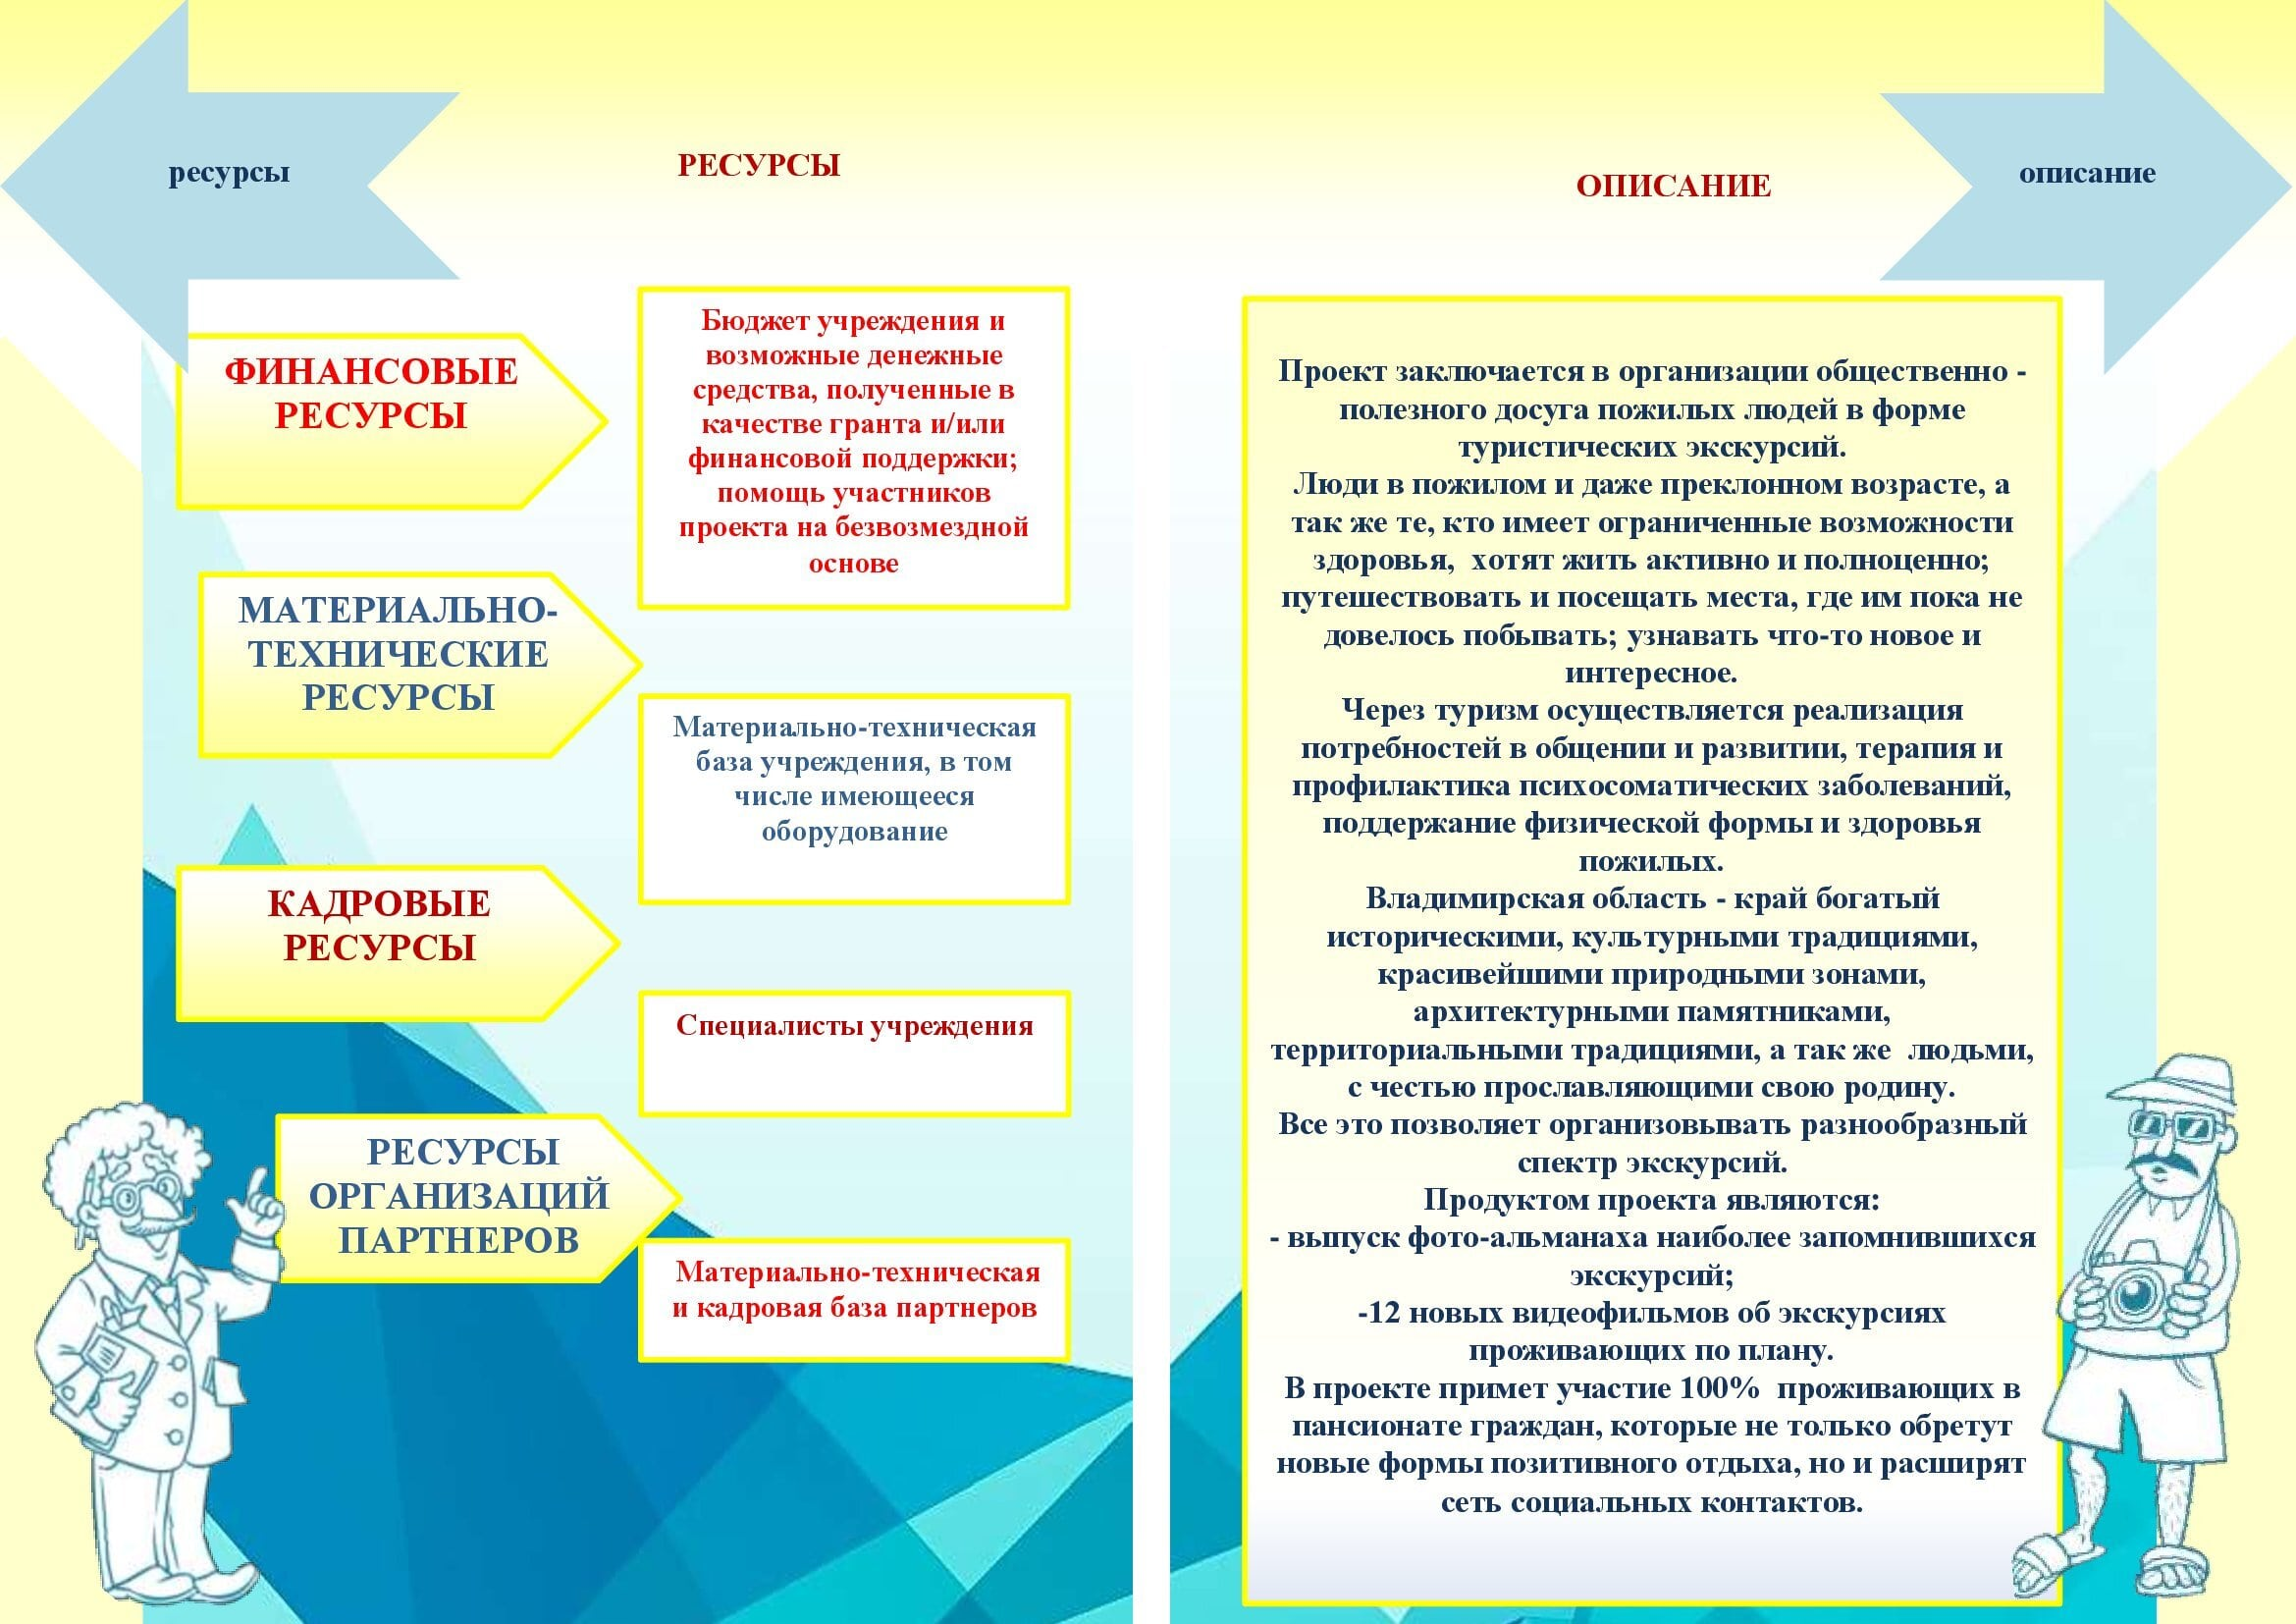 ресурсы
РЕСУРСЫ
ФИНАНСОВЫЕ
РЕСУРСЫ
Бюджет учреждения и
возможные денежные
средства, полученные в
качестве гранта и/или
финансовой поддержки;
помощь участников
проекта на безвозмездной
основе
МАТЕРИАЛЬНО-
ТЕХНИЧЕСКИЕ
РЕСУРСЫ
Материально-техническая
база учреждения, в том
числе имеющееся
оборудование
КАДРОВЫЕ
РЕСУРСЫ
Специалисты учреждения
РЕСУРСЫ
ОРГАНИЗАЦИЙ
ПАРТНЕРОВ
Материально-техническая
и кадровая база партнеров
ОПИСАНИЕ
описание
Проект заключается в организации общественно -
полезного досуга пожилых людей в форме
туристических экскурсий.
Люди в пожилом и даже преклонном возрасте, а
так же те, кто имеет ограниченные возможности
здоровья,  хотят жить активно и полноценно;
путешествовать и посещать места, где им пока не
довелось побывать; узнавать что-то новое и
интересное.
Через туризм осуществляется реализация
потребностей в общении и развитии, терапия и
профилактика психосоматических заболеваний,
поддержание физической формы и здоровья
пожилых.
Владимирская область - край богатый
историческими, культурными традициями,
красивейшими природными зонами,
архитектурными памятниками,
территориальными традициями, а так же  людьми,
с честью прославляющими свою родину.
Все это позволяет организовывать разнообразный
спектр экскурсий.
Продуктом проекта являются:
- выпуск фото-альманаха наиболее запомнившихся
экскурсий;
-12 новых видеофильмов об экскурсиях
проживающих по плану.
В проекте примет участие 100%  проживающих в
пансионате граждан, которые не только обретут
новые формы позитивного отдыха, но и расширят
сеть социальных контактов.